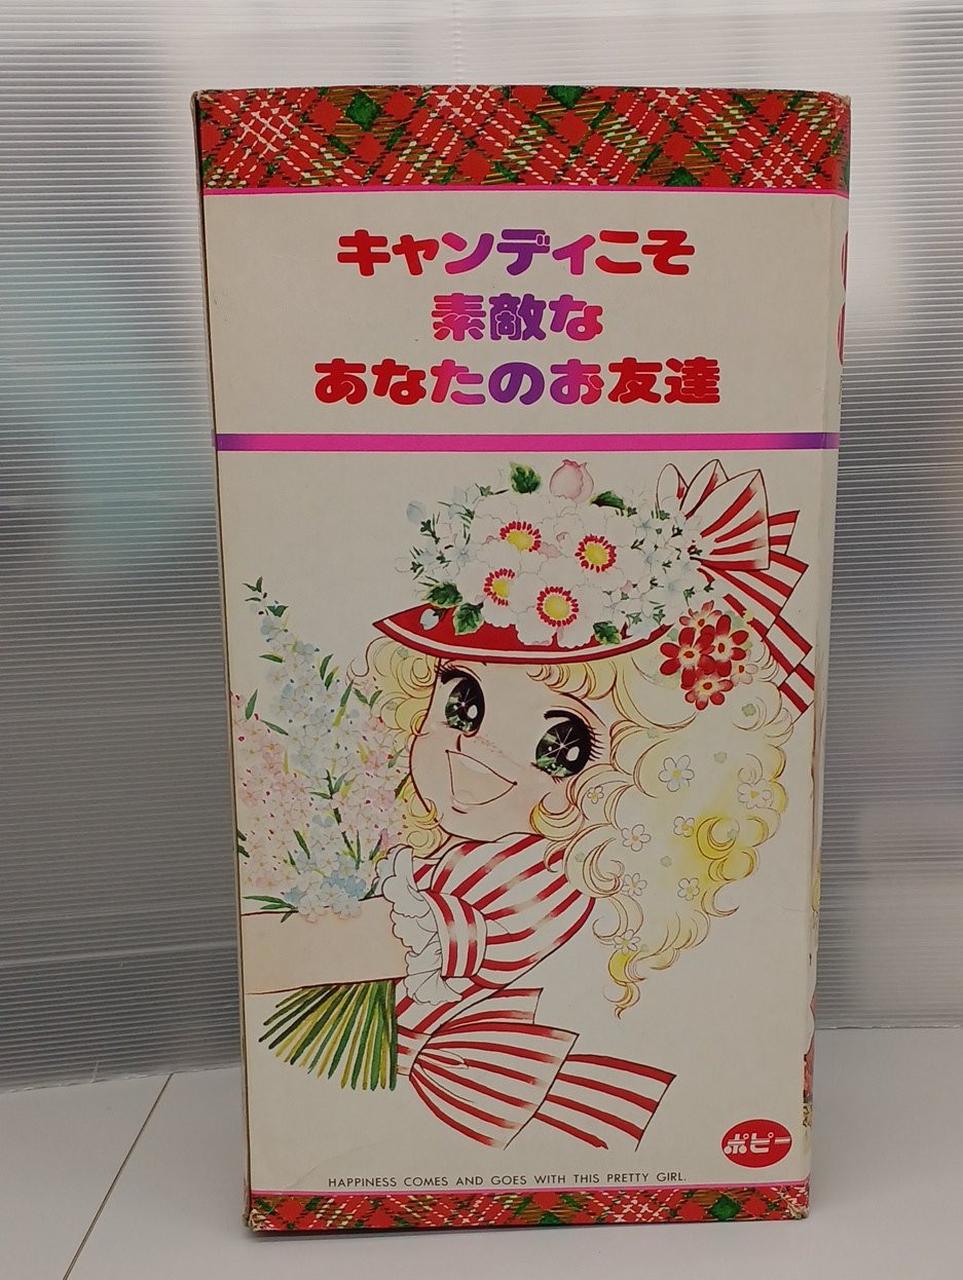 キャンディこそ
素敵な
あなたのお友達
ポピー
HAPPINESS COMES AND GOES WITH THIS PRETTY GIRL.